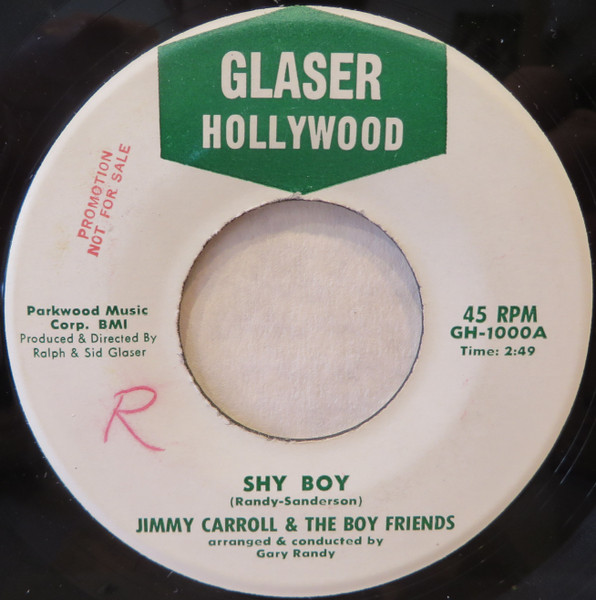 GLASER
HOLLYWOOD
PROMOTION
NOT FOR SALE
Parkwood Music
Corp. BMI
Produced & Directed By
Ralph & Sid Glaser
45 RPM
GH-1000A
Time: 2:49
R
SHY BOY
(Randy-Sanderson)
JIMMY CARROLL & THE BOY FRIENDS
arranged & conducted by
Gary Randy